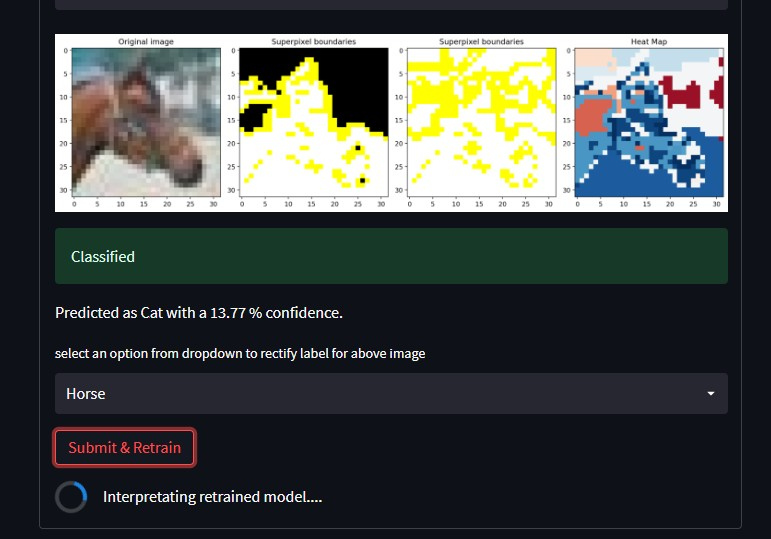 Original image Superpixel boundaries Superpixel boundaries Heat Map
0 0 0 0
5 5 5 5
10 10 10 10
15 15 15 15
20 20 20 20
25 25 25 25
30 30 30 30
0 5 10 15 20 25 30 0 5 10 15 20 25 30 0 5 10 15 20 25 30 0 5 10 15 20 25 30
Classified
Predicted as Cat with a 13.77 % confidence.
select an option from dropdown to rectify label for above image
Horse
Submit & Retrain
Interpretating retrained model....